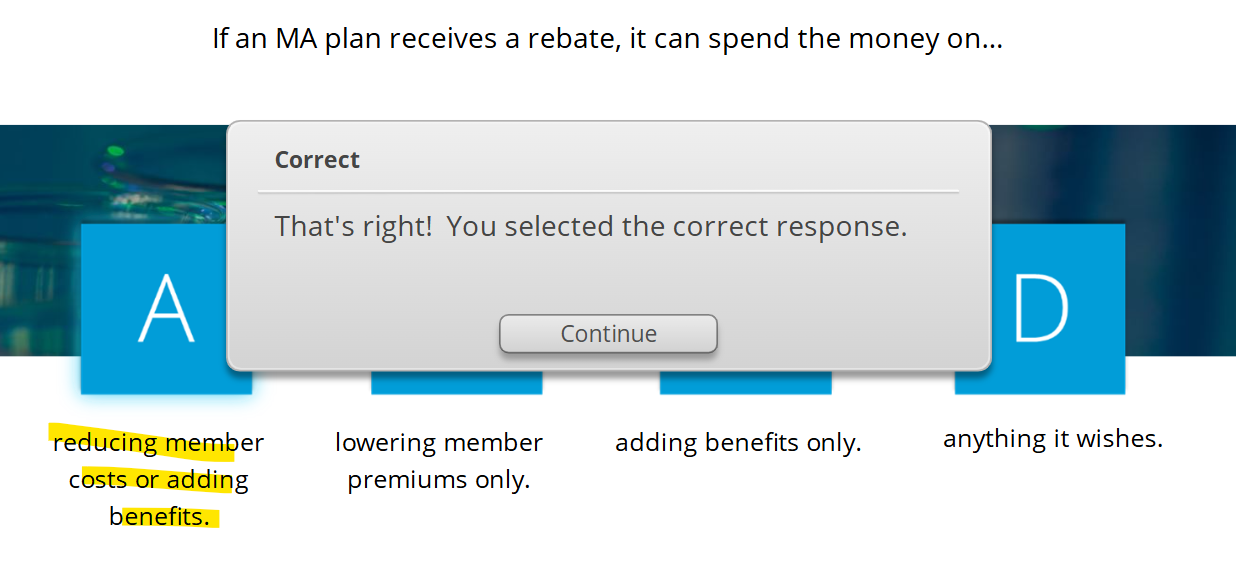 If an MA plan receives a rebate, it can spend the money on...
Correct
That's right!  You selected the correct response.
Continue
A
D
reducing member
costs or adding
benefits.
lowering member
premiums only.
adding benefits only.
anything it wishes.